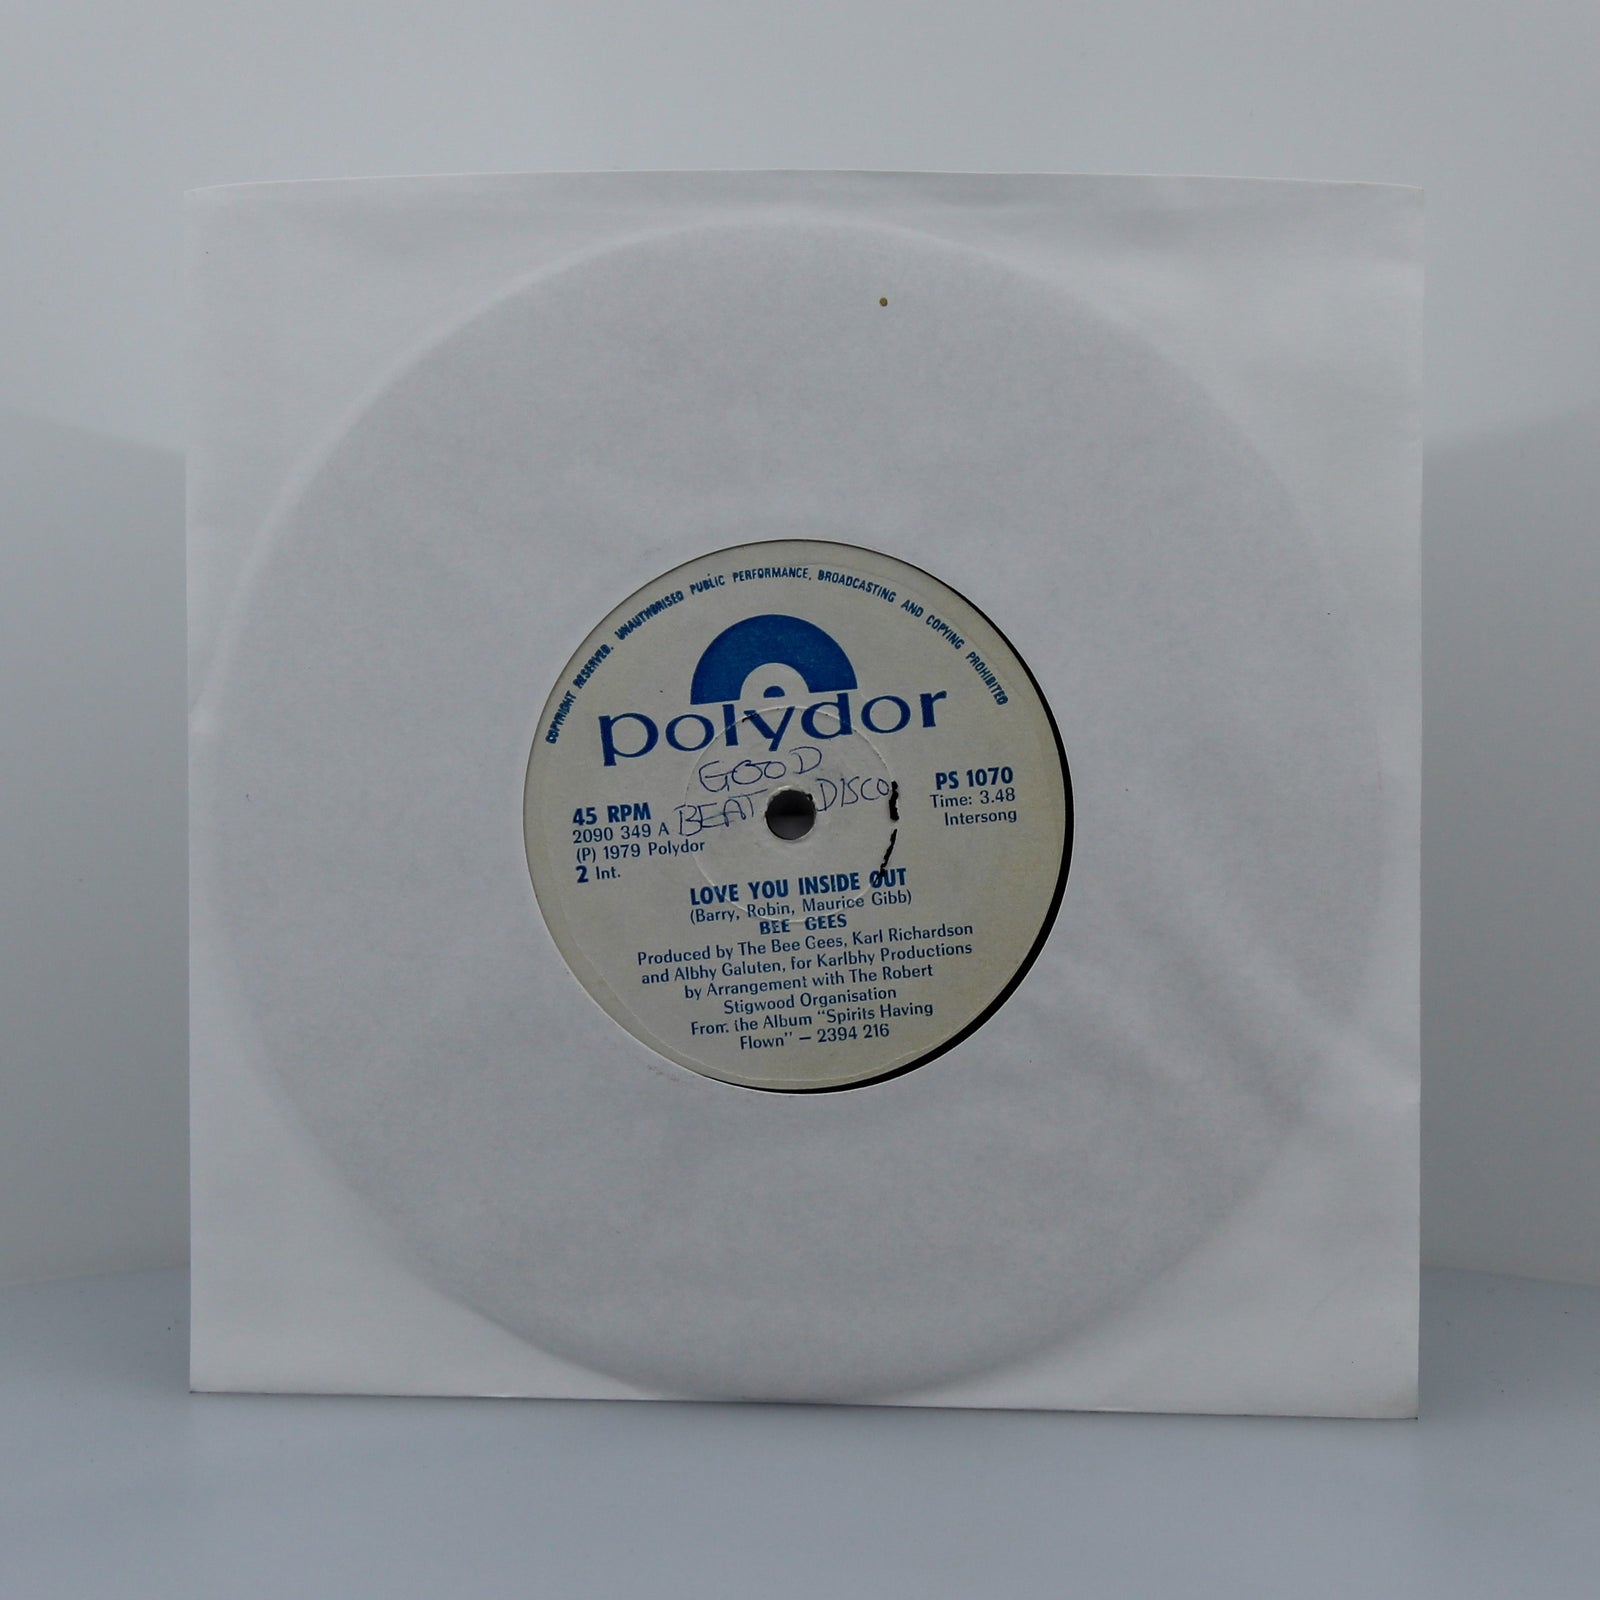 COPYRIGHT RESERVED. UNAUTHORISED PUBLIC PERFORMANCE, BROADCASTING AND COPYING PROHIBITED
polydor
GOOD
BEAT DISCO
45 RPM
2090 349 A
(P) 1979 Polydor
2 Int.
PS 1070
Time: 3.48
Intersong
LOVE YOU INSIDE OUT
(Barry, Robin, Maurice Gibb)
BEE GEES
Produced by The Bee Gees, Karl Richardson
and Albhy Galuten, for Karlbhy Productions
by Arrangement with The Robert
Stigwood Organisation
From the Album "Spirits Having
Flown" — 2394 216